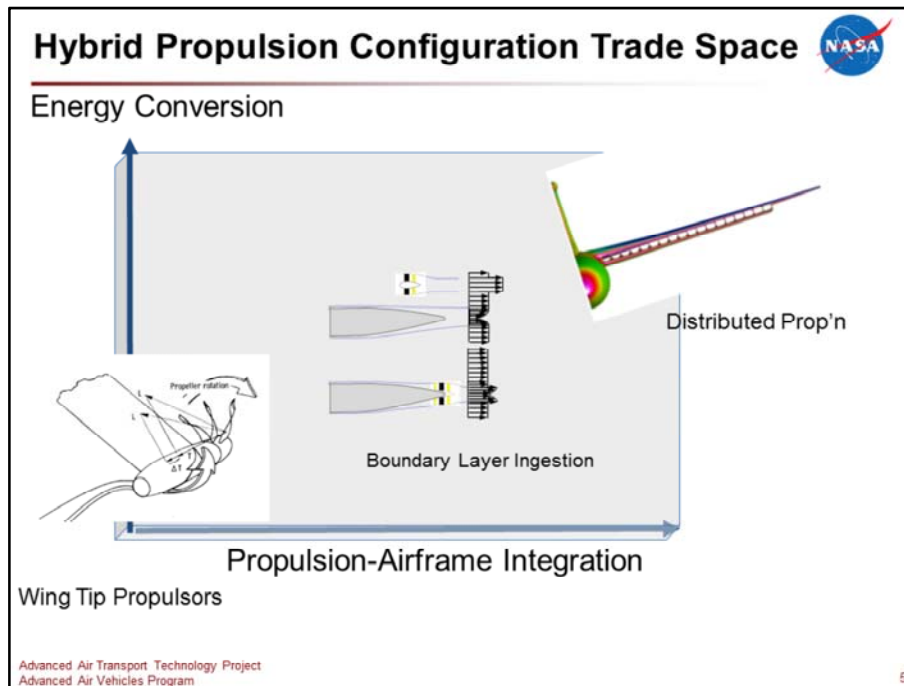 Hybrid Propulsion Configuration Trade Space
NASA
Energy Conversion
Distributed Prop'n
Propeller rotation
L
L
T
ΔT
Boundary Layer Ingestion
Propulsion-Airframe Integration
Wing Tip Propulsors
Advanced Air Transport Technology Project
Advanced Air Vehicles Program
5